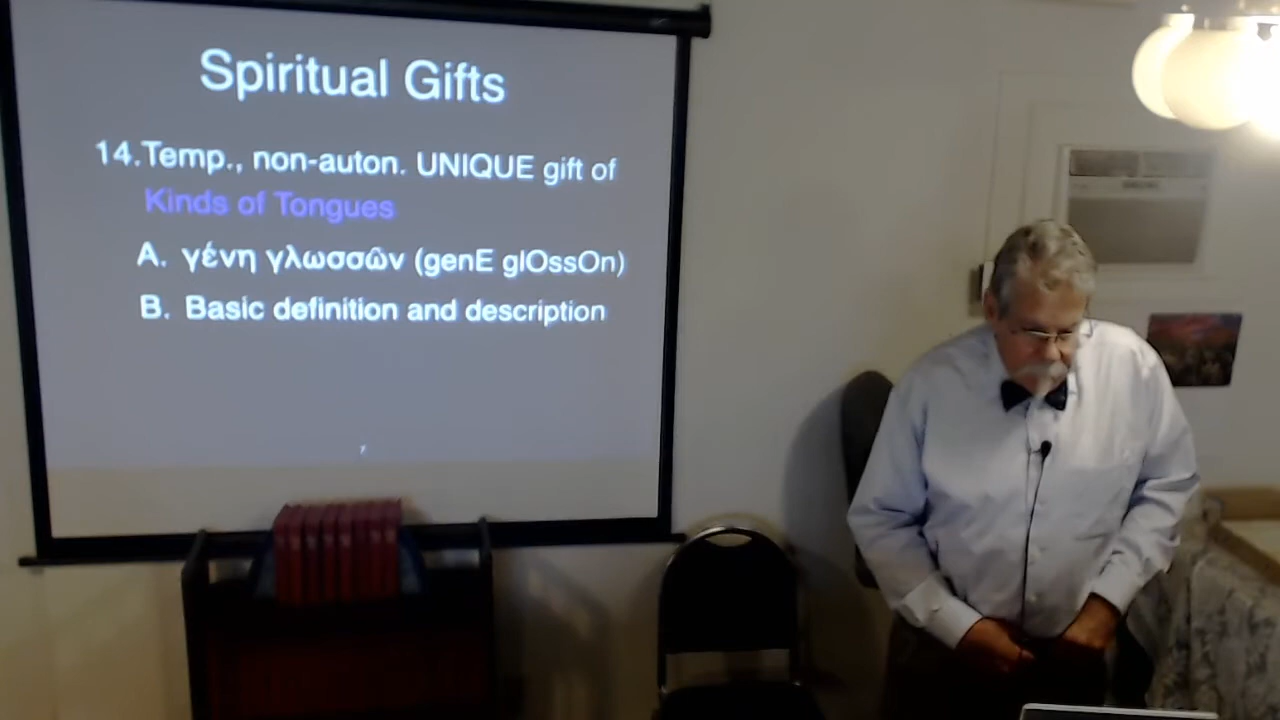 Spiritual Gifts
14.Temp., non-auton. UNIQUE gift of
Kinds of Tongues
A. γένη γλωσσῶν (genE glOssOn)
B. Basic definition and description